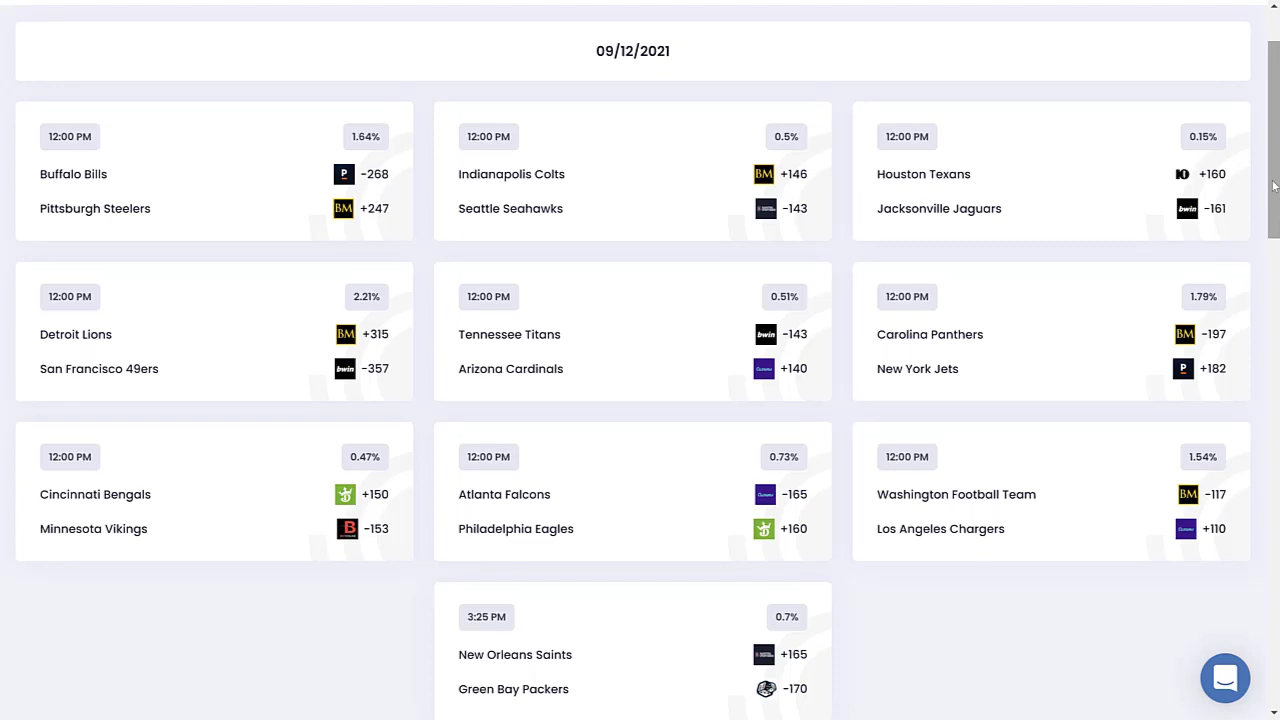 09/12/2021
12:00 PM 1.64%
Buffalo Bills P -268
Pittsburgh Steelers BM +247
12:00 PM 0.5%
Indianapolis Colts BM +146
Seattle Seahawks -143
12:00 PM 0.15%
Houston Texans +160
Jacksonville Jaguars bwin -161
12:00 PM 2.21%
Detroit Lions BM +315
San Francisco 49ers bwin -357
12:00 PM 0.51%
Tennessee Titans bwin -143
Arizona Cardinals +140
12:00 PM 1.79%
Carolina Panthers BM -197
New York Jets P +182
12:00 PM 0.47%
Cincinnati Bengals +150
Minnesota Vikings B -153
12:00 PM 0.73%
Atlanta Falcons -165
Philadelphia Eagles +160
12:00 PM 1.54%
Washington Football Team BM -117
Los Angeles Chargers +110
3:25 PM 0.7%
New Orleans Saints +165
Green Bay Packers -170